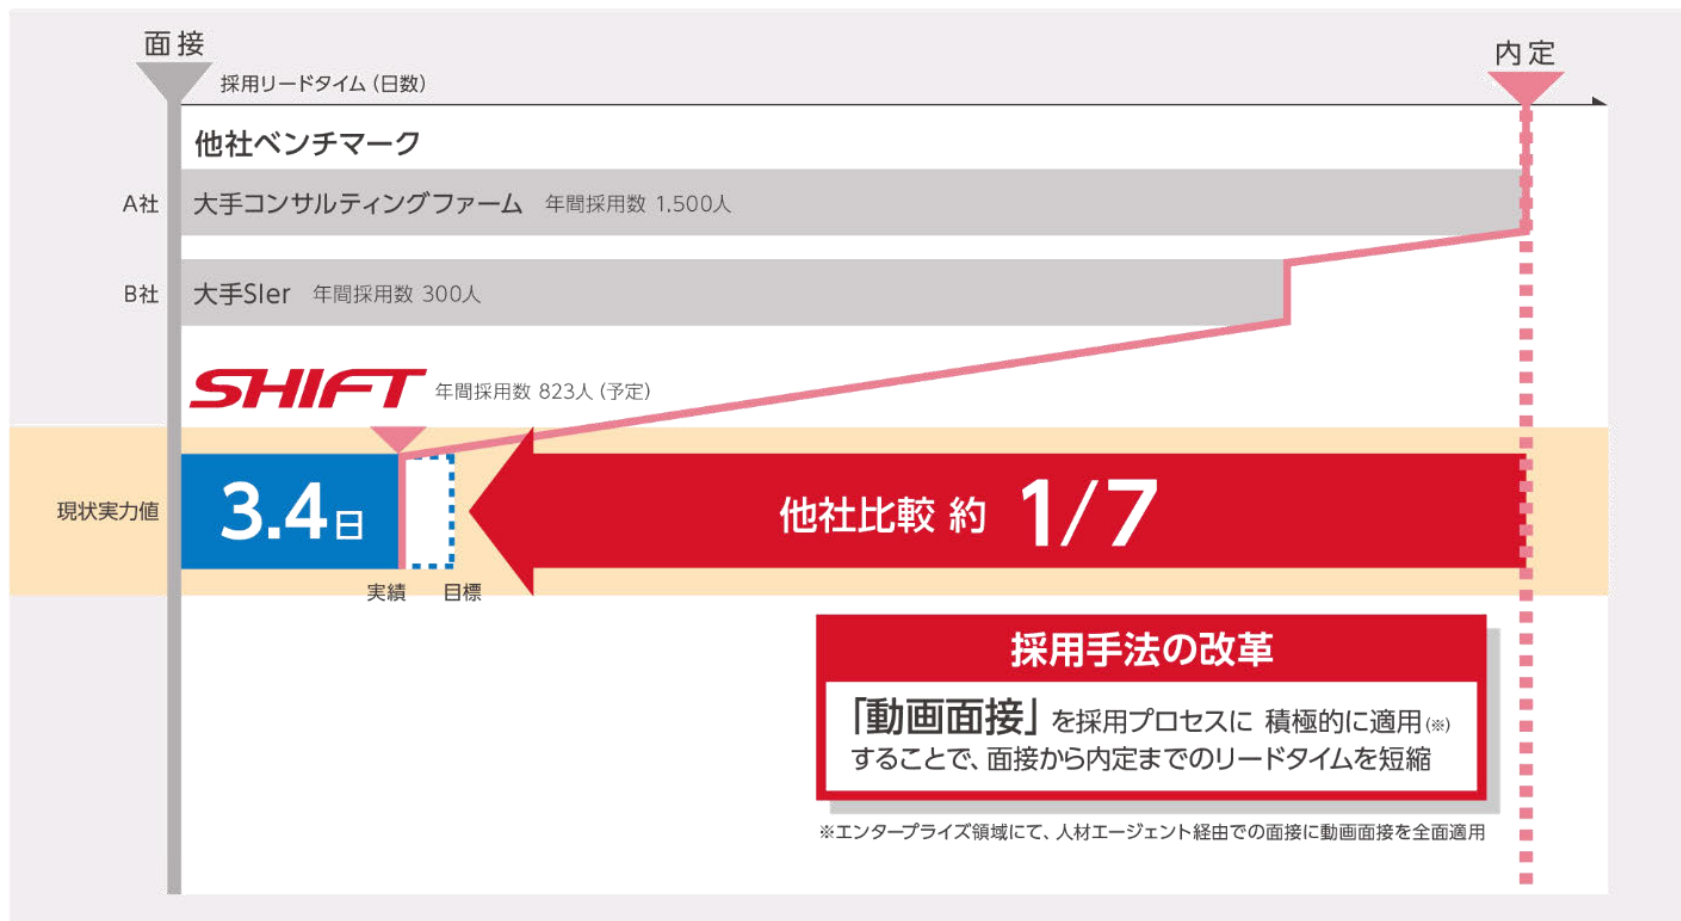 面接
内定
採用リードタイム（日数）
他社ベンチマーク
A社
大手コンサルティングファーム 年間採用数 1,500人
B社
大手SIer 年間採用数 300人
SHIFT 年間採用数 823人（予定）
現状実力値
3.4日
他社比較 約 1/7
実績
目標
採用手法の改革
「動画面接」を採用プロセスに 積極的に適用(※)
することで、面接から内定までのリードタイムを短縮
※エンタープライズ領域にて、人材エージェント経由での面接に動画面接を全面適用